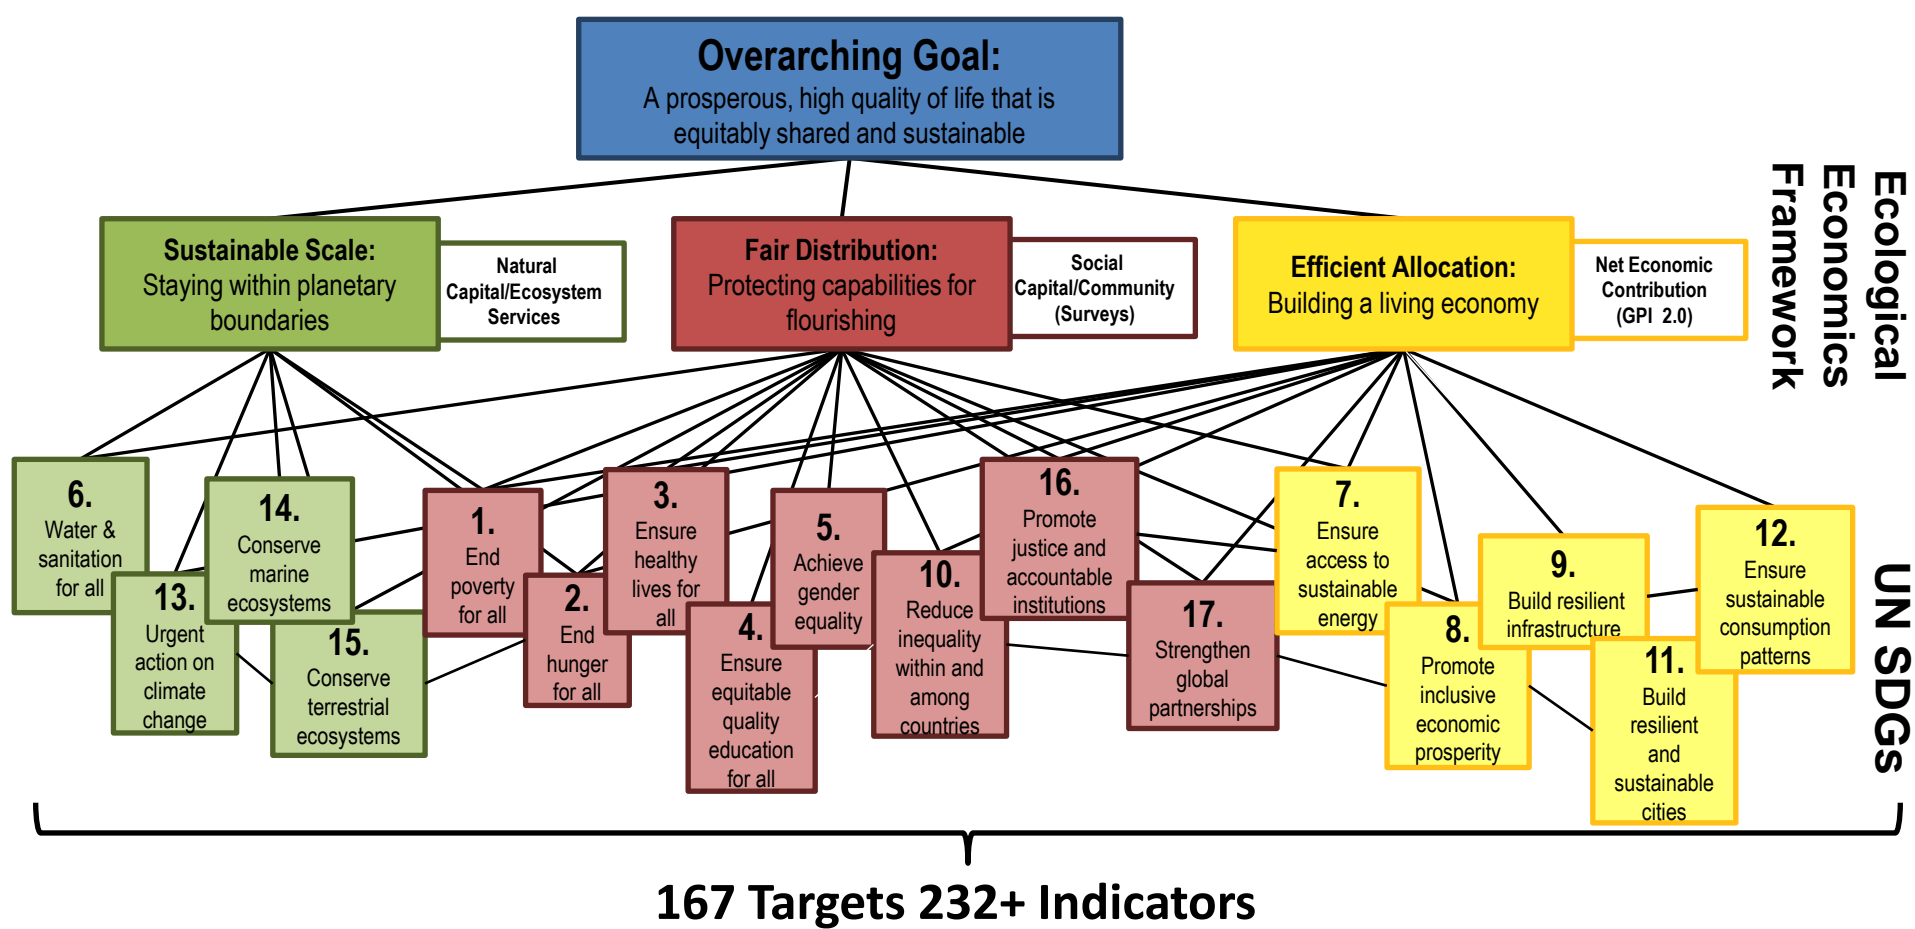 Overarching Goal:
A prosperous, high quality of life that is
equitably shared and sustainable
Ecological
Economics
Framework
Sustainable Scale:
Staying within planetary
boundaries
Natural
Capital/Ecosystem
Services
Fair Distribution:
Protecting capabilities for
flourishing
Social
Capital/Community
(Surveys)
Efficient Allocation:
Building a living economy
Net Economic
Contribution
(GPI 2.0)
6.
Water &
sanitation
for all
13.
Urgent
action on
climate
change
14.
Conserve
marine
ecosystems
15.
Conserve
terrestrial
ecosystems
1.
End
poverty
for all
2.
End
hunger
for all
3.
Ensure
healthy
lives for
all
4.
Ensure
equitable
quality
education
for all
5.
Achieve
gender
equality
10.
Reduce
inequality
within and
among
countries
16.
Promote
justice and
accountable
institutions
17.
Strengthen
global
partnerships
7.
Ensure
access to
sustainable
energy
8.
Promote
inclusive
economic
prosperity
9.
Build resilient
infrastructure
11.
Build
resilient
and
sustainable
cities
12.
Ensure
sustainable
consumption
patterns
UN SDGs
167 Targets 232+ Indicators